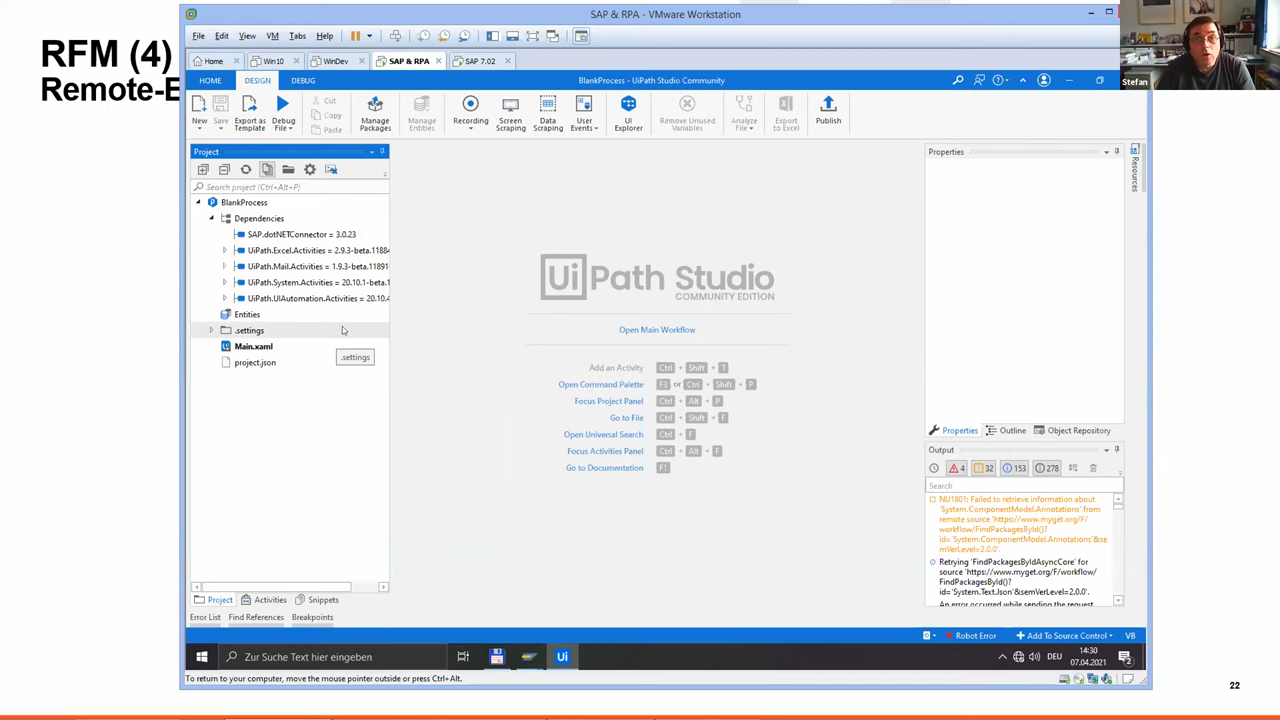 RFM (4)
Remote-E
SAP & RPA - VMware Workstation
File Edit View VM Tabs Help
Home Win10 WinDev SAP & RPA SAP 7.02
HOME DESIGN DEBUG BlankProcess - UiPath Studio Community
New Save Export as Template Debug File Cut Copy Paste Manage Packages Manage Entities Recording Screen Scraping Data Scraping User Events UI Explorer Remove Unused Variables Analyze File Export to Excel Publish
Stefan
Project
Search project (Ctrl+Alt+P)
BlankProcess
Dependencies
SAP.dotNETConnector = 3.0.23
UiPath.Excel.Activities = 2.9.3-beta.11884
UiPath.Mail.Activities = 1.9.3-beta.11891
UiPath.System.Activities = 20.10.1-beta.
UiPath.UIAutomation.Activities = 20.10.
Entities
.settings
Main.xaml
.settings
project.json
Ui Path Studio
COMMUNITY EDITION
Open Main Workflow
Add an Activity Ctrl + Shift + T
Open Command Palette F3 or Ctrl + Shift + P
Focus Project Panel Ctrl + Alt + P
Go to File Ctrl + Shift + F
Open Universal Search Ctrl + F
Focus Activities Panel Ctrl + Alt + F
Go to Documentation F1
Properties
Resources
Properties Outline Object Repository
Output
4 32 153 278
Search
NU1801: Failed to retrieve information about
'System.ComponentModel.Annotations' from
remote source 'https://www.myget.org/F/
workflow/FindPackagesById()?
id='System.ComponentModel.Annotations'&se
mVerLevel=2.0.0'.
Retrying 'FindPackagesByIdAsyncCore' for
source 'https://www.myget.org/F/workflow/
FindPackagesById()?
id='System.Text.Json'&semVerLevel=2.0.0'.
An error occurred while sending the request
Project Activities Snippets
Error List Find References Breakpoints
0 Robot Error Add To Source Control VB
Zur Suche Text hier eingeben
Ui
DEU
14:30
07.04.2021
2
To return to your computer, move the mouse pointer outside or press Ctrl+Alt.
22